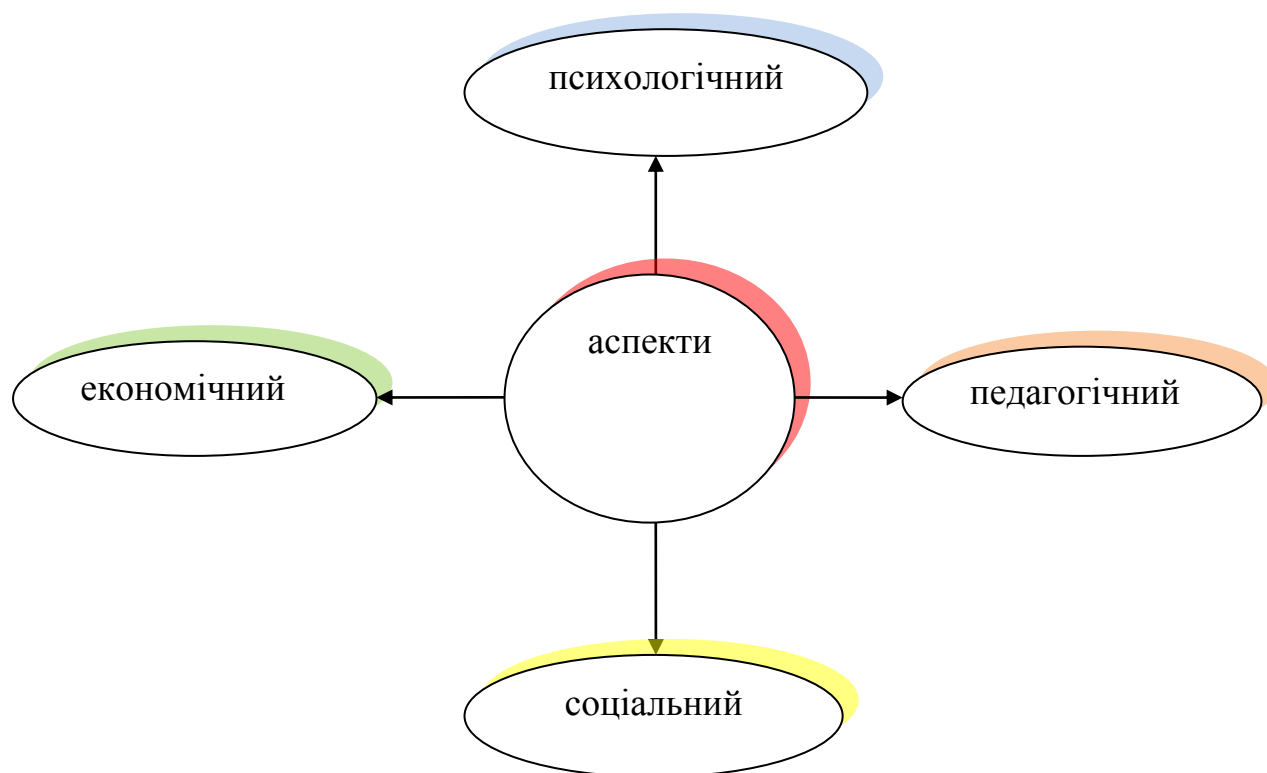 психологічний
аспекти
економічний
педагогічний
соціальний